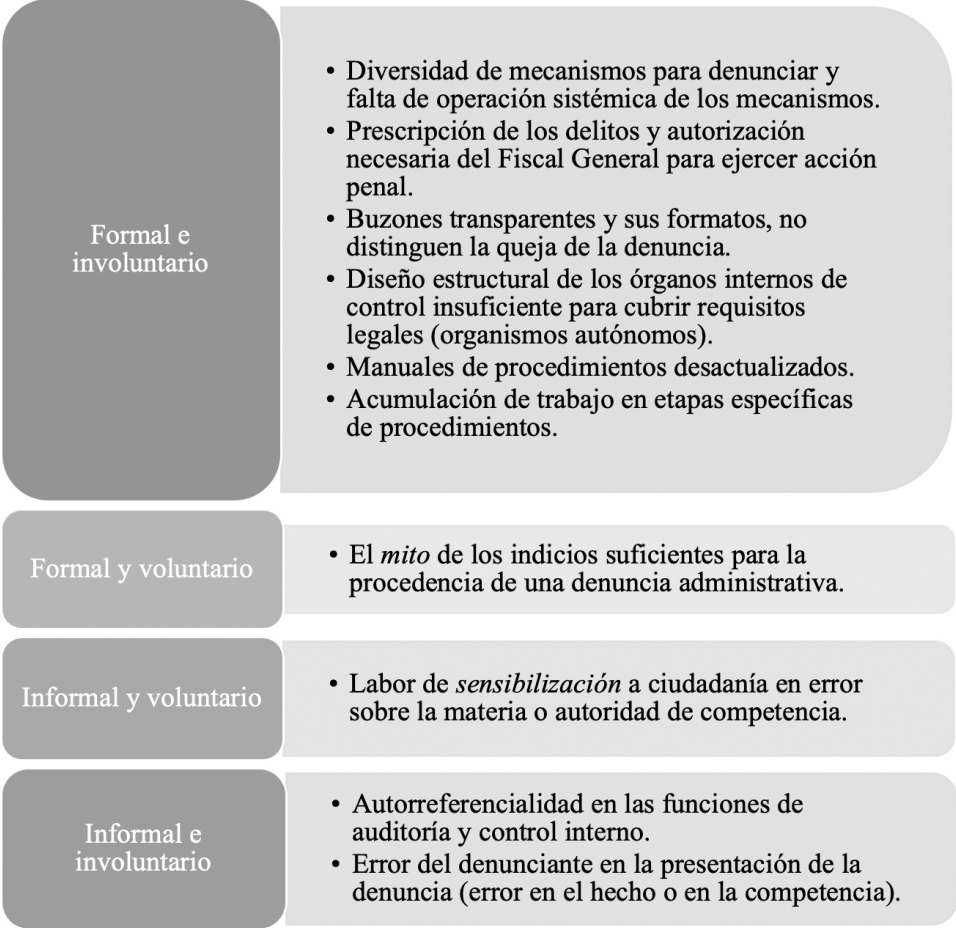 Formal e
involuntario
• Diversidad de mecanismos para denunciar y
falta de operación sistémica de los mecanismos.
• Prescripción de los delitos y autorización
necesaria del Fiscal General para ejercer acción
penal.
• Buzones transparentes y sus formatos, no
distinguen la queja de la denuncia.
• Diseño estructural de los órganos internos de
control insuficiente para cubrir requisitos
legales (organismos autónomos).
• Manuales de procedimientos desactualizados.
• Acumulación de trabajo en etapas específicas
de procedimientos.
Formal y voluntario
• El mito de los indicios suficientes para la
procedencia de una denuncia administrativa.
Informal y voluntario
• Labor de sensibilización a ciudadanía en error
sobre la materia o autoridad de competencia.
Informal e
involuntario
• Autorreferencialidad en las funciones de
auditoría y control interno.
• Error del denunciante en la presentación de la
denuncia (error en el hecho o en la competencia).